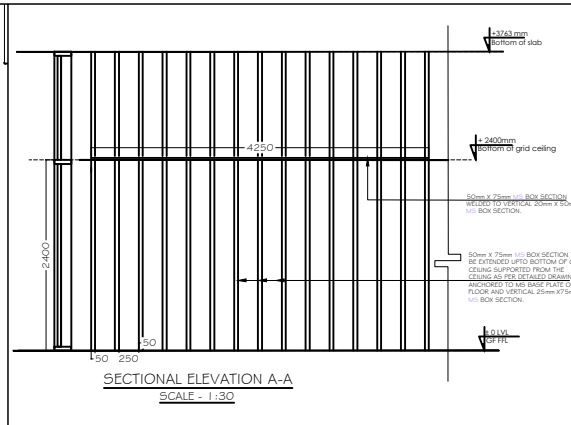 +3763 mm
Bottom of slab
4250
+ 2400mm
Bottom of grid ceiling
50mm X 75mm MS BOX SECTION
WELDED TO VERTICAL 20mm X 50m
MS BOX SECTION.
2400
50mm X 75mm MS BOX SECTION
BE EXTENDED UPTO BOTTOM OF
CEILING SUPPORTED FROM THE
CEILING AS PER DETAILED DRAWIN
ANCHORED TO MS BASE PLATE O
FLOOR AND VERTICAL 25mm X75m
MS BOX SECTION.
± 0 LVL
GF FFL
50
50 250
SECTIONAL ELEVATION A-A
SCALE - 1:30